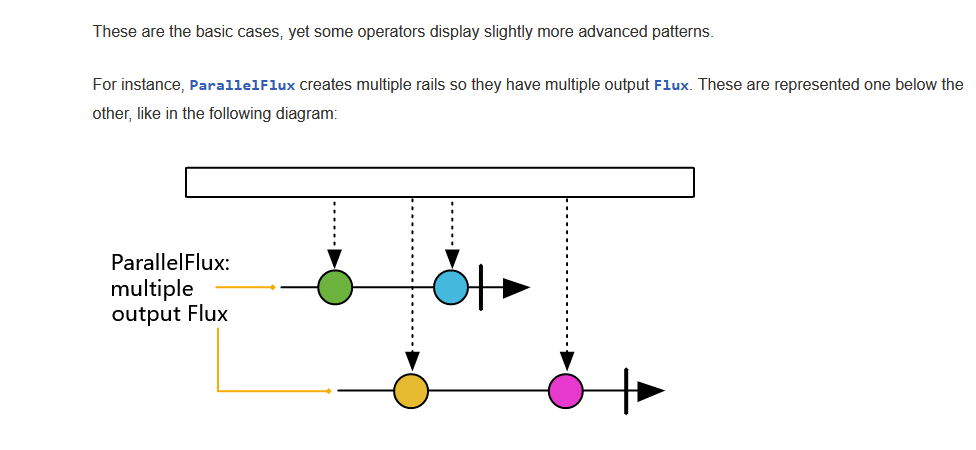 These are the basic cases, yet some operators display slightly more advanced patterns.
For instance, ParallelFlux creates multiple rails so they have multiple output Flux. These are represented one below the
other, like in the following diagram:
ParallelFlux:
multiple
output Flux